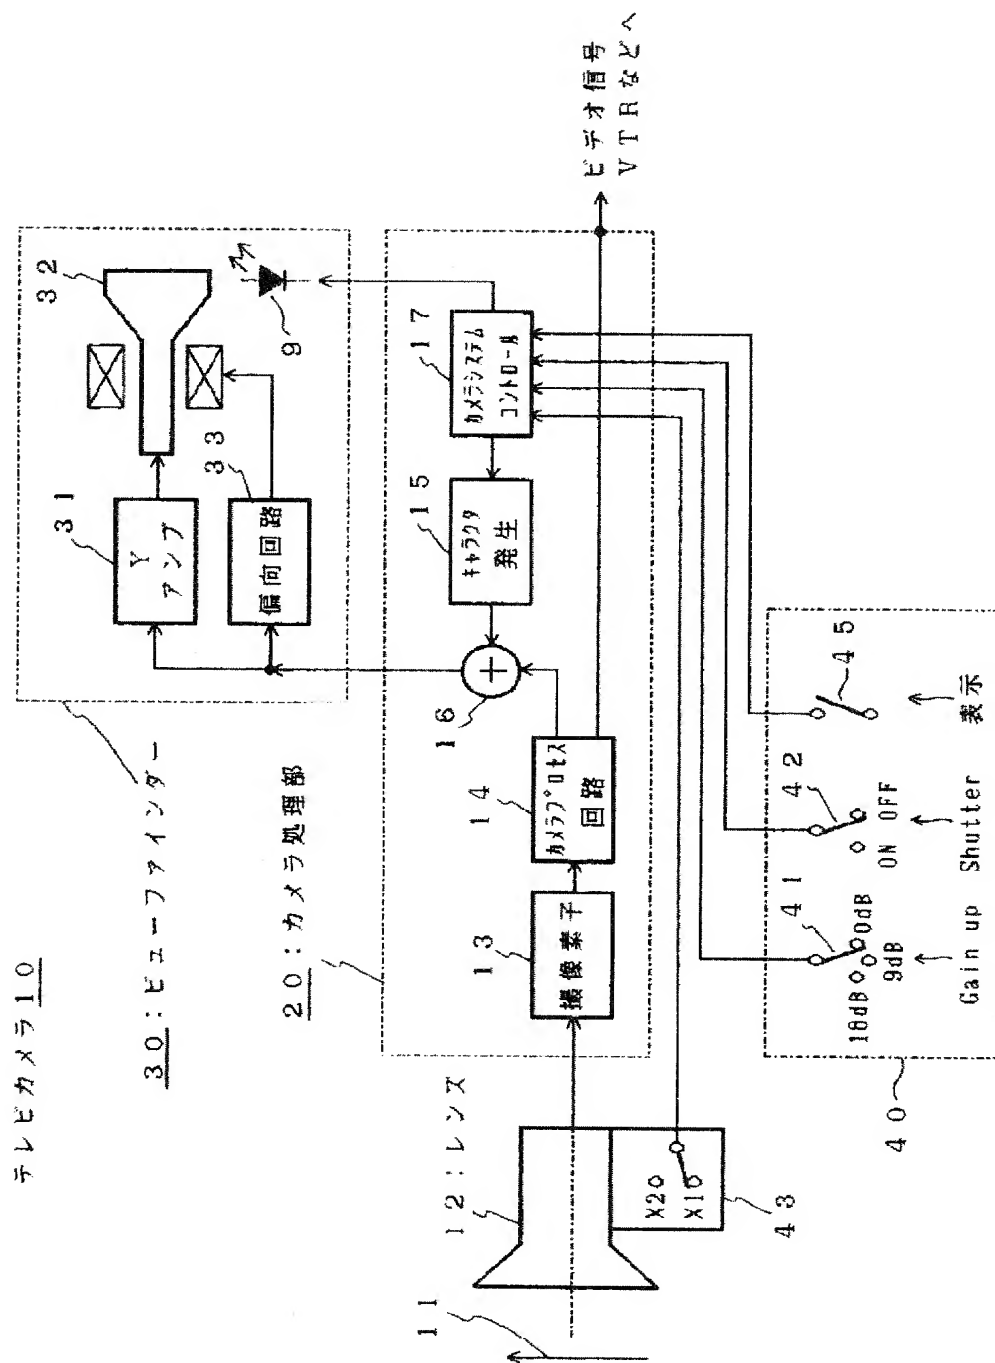 テレビカメラ10
30:ビューファインダー
31
Y
アンプ
32
33
偏向回路
9
20:カメラ処理部
13
撮像素子
14
カメラプロセス
回路
16
+
15
キャラクタ
発生
17
カメラシステム
コントロール
ビデオ信号
VTRなどへ
11
12:レンズ
X2
X1
43
40
41
18dB
9dB
0dB
Gain up
42
ON OFF
Shutter
45
表示